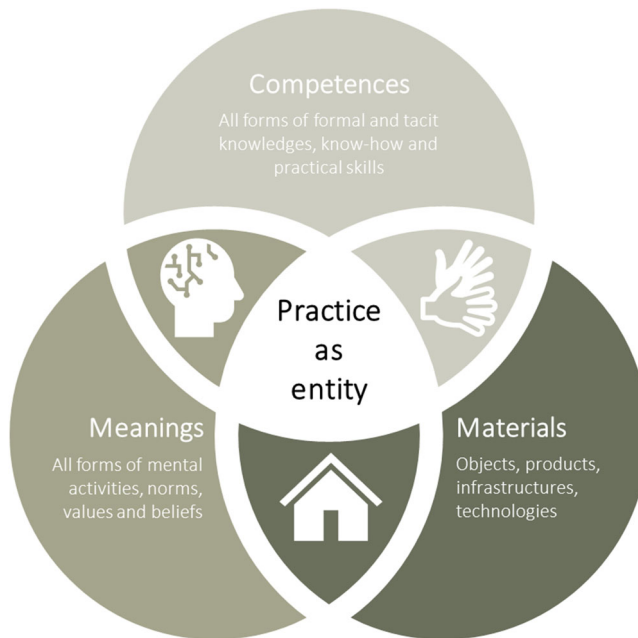 Competences
All forms of formal and tacit
knowledges, know-how and
practical skills
Practice
as
entity
Meanings
All forms of mental
activities, norms,
values and beliefs
Materials
Objects, products,
infrastructures,
technologies